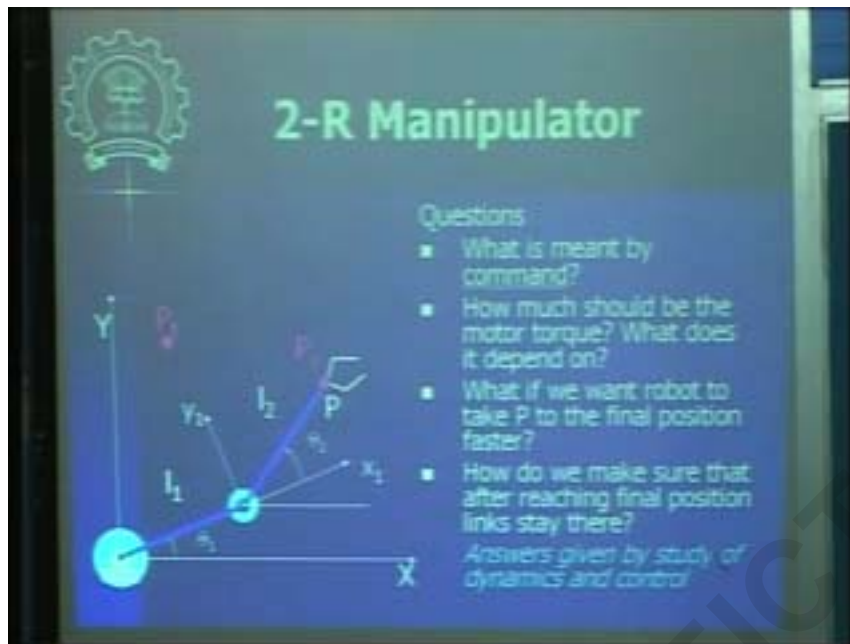 2-R Manipulator
Questions
What is meant by
command?
How much should be the
motor torque? What does
it depend on?
What if we want robot to
take P to the final position
faster?
How do we make sure that
after reaching final position
links stay there?
Answers given by study of
dynamics and control
Y
l₂
P
Y₁
X₁
l₁
X